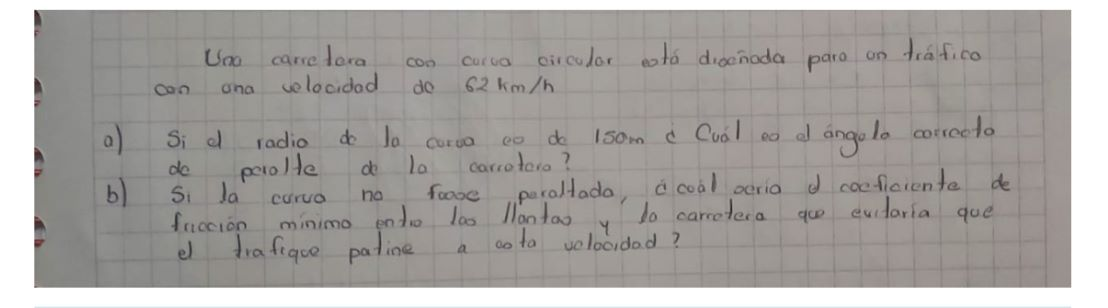 Una carretera con curva circular está diseñada para un tráfico
con una velocidad de 62 km/h
a) Si el radio de la curva es de 150m ¿ Cuál es el ángulo correcto
de peralte de la carretera?
b) Si la curva no fuese peraltada, ¿ cuál sería el coeficiente de
fricción mínimo entre las llantas y la carretera que evitaría que
el trafique patine a esta velocidad?